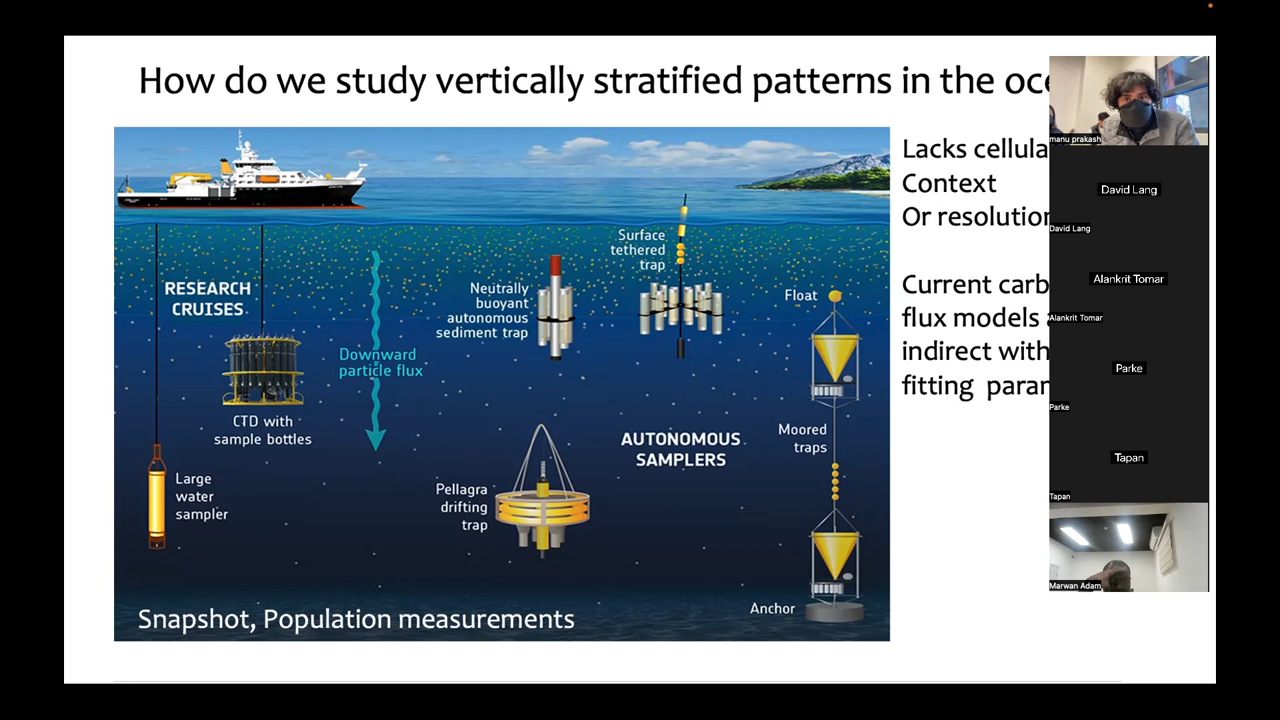 How do we study vertically stratified patterns in the oce
Lacks cellula
Context
Or resolution
Current carb
flux models
indirect with
fitting param
RESEARCH
CRUISES
Downward
particle flux
CTD with
sample bottles
Large
water
sampler
Neutrally
buoyant
autonomous
sediment trap
Surface
tethered
trap
Float
Moored
traps
AUTONOMOUS
SAMPLERS
Pellagra
drifting
trap
Anchor
Snapshot, Population measurements
manu prakash
David Lang
David Lang
Alankrit Tomar
Alankrit Tomar
Parke
Parke
Tapan
Tapan
Marwan Adam